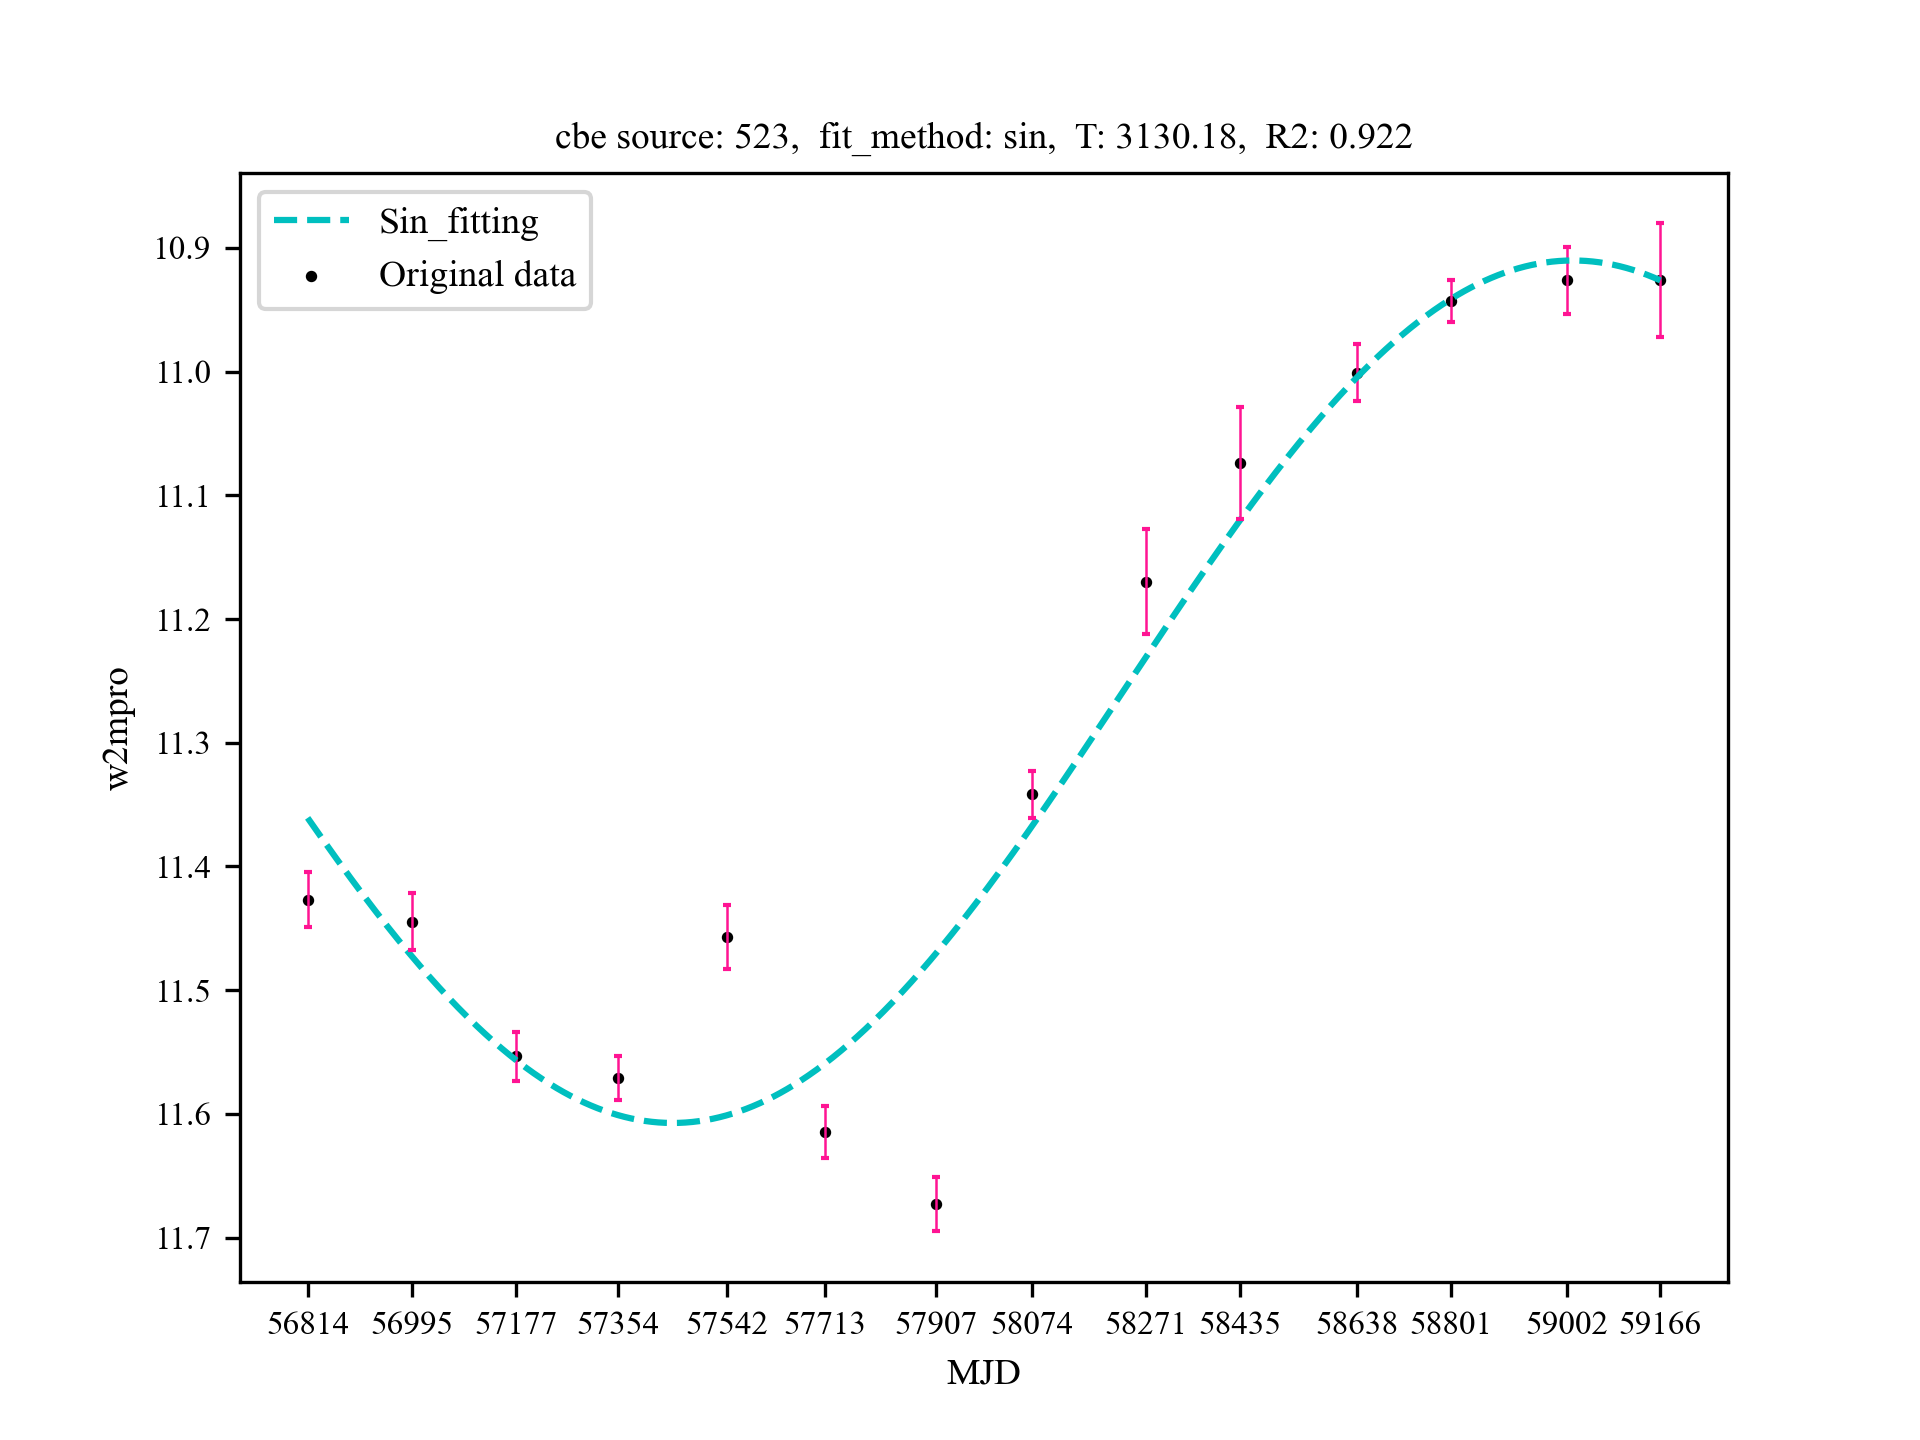 cbe source: 523,  fit_method: sin,  T: 3130.18,  R2: 0.922
Sin_fitting
Original data
10.9
11.0
11.1
11.2
11.3
11.4
11.5
11.6
11.7
w2mpro
56814 56995 57177 57354 57542 57713 57907 58074 58271 58435 58638 58801 59002 59166
MJD